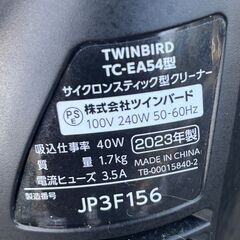 TWINBIRD
TC-EA54型
サイクロンスティック型クリーナー
PSE 株式会社ツインバード
100V 240W 50-60Hz
吸込仕事率 40W 2023年製
質量 1.7kg MADE IN CHINA
電流ヒューズ 3.5A TB-00015840-2
製造番号 JP3F156